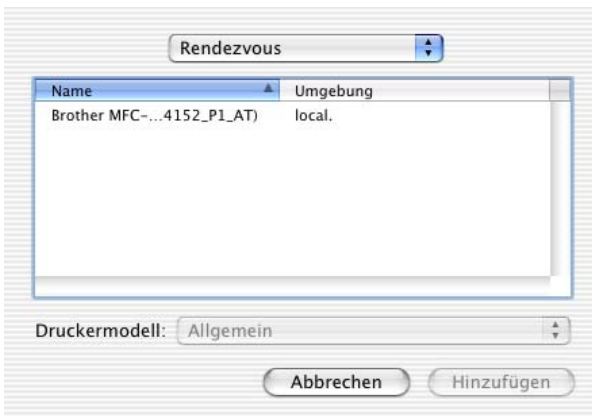 Rendezvous
Name Umgebung
Brother MFC-...4152_P1_AT) local.
Druckermodell: Allgemein
Abbrechen Hinzufügen